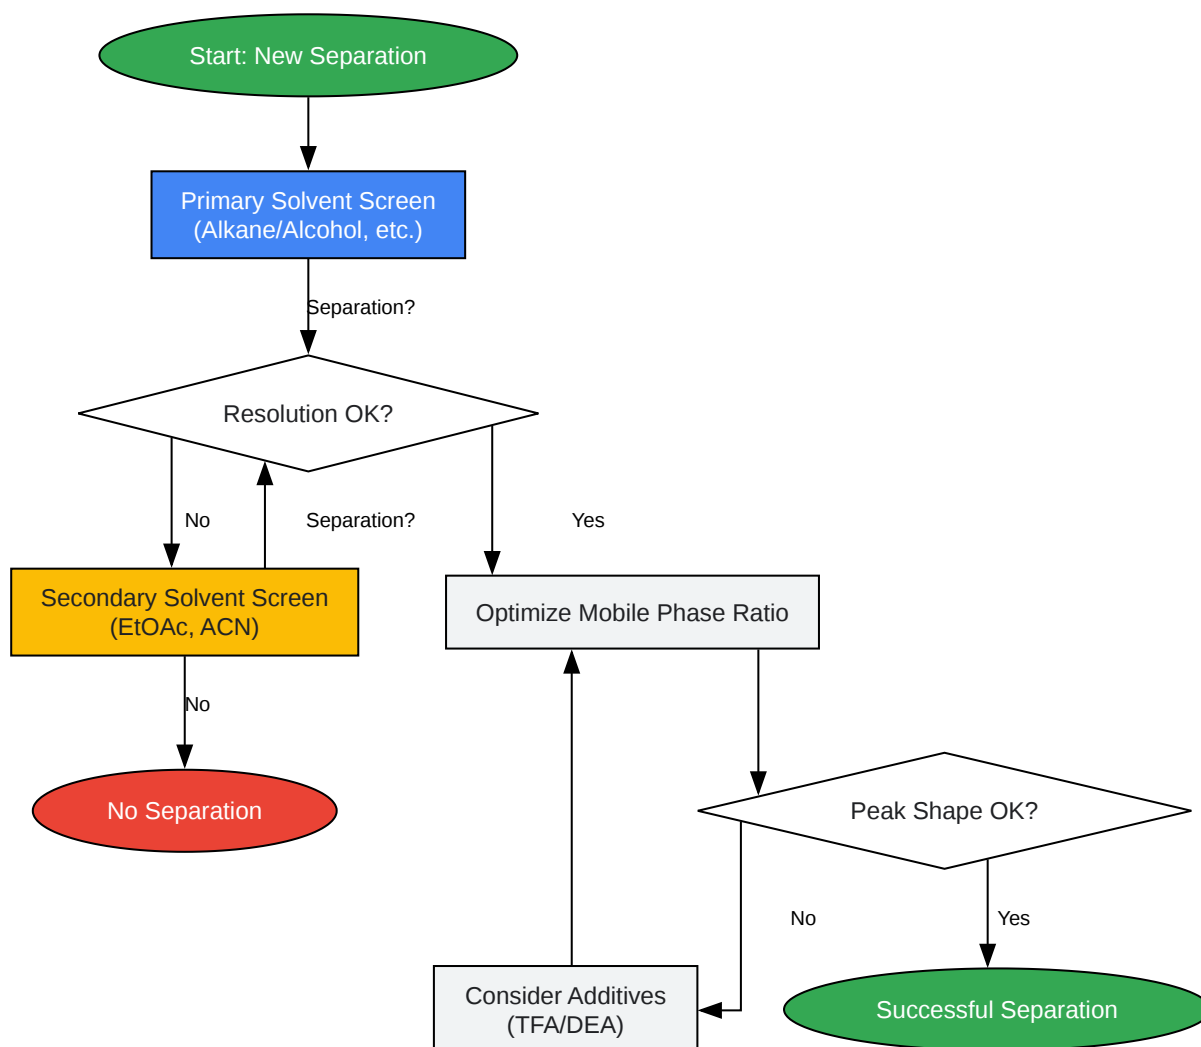 Start: New Separation
Primary Solvent Screen
(Alkane/Alcohol, etc.)
Separation?
Resolution OK?
No
Separation?
Yes
Secondary Solvent Screen
(EtOAc, ACN)
Optimize Mobile Phase Ratio
No
No Separation
Peak Shape OK?
No
Yes
Consider Additives
(TFA/DEA)
Successful Separation